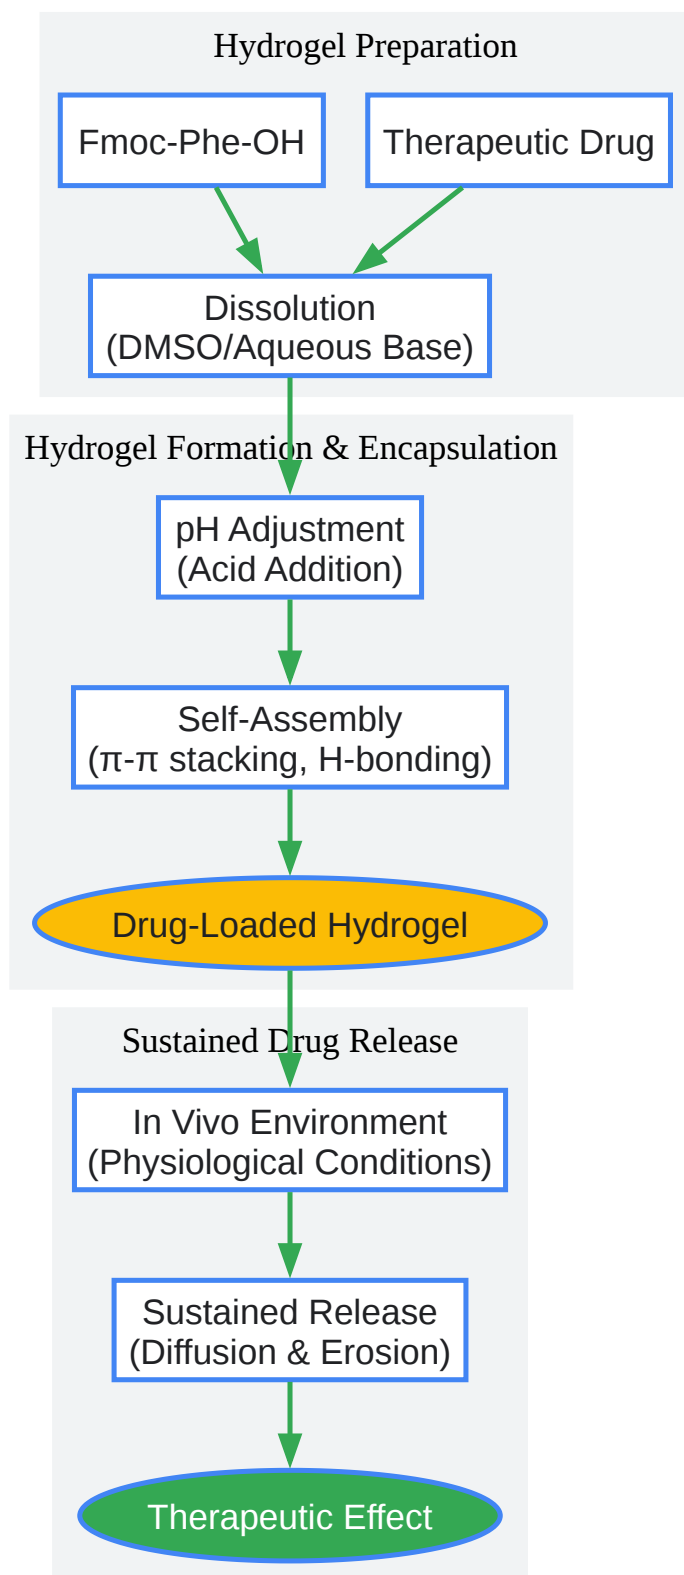 Hydrogel Preparation
Fmoc-Phe-OH
Therapeutic Drug
Dissolution
(DMSO/Aqueous Base)
Hydrogel Formation & Encapsulation
pH Adjustment
(Acid Addition)
Self-Assembly
(π-π stacking, H-bonding)
Drug-Loaded Hydrogel
Sustained Drug Release
In Vivo Environment
(Physiological Conditions)
Sustained Release
(Diffusion & Erosion)
Therapeutic Effect